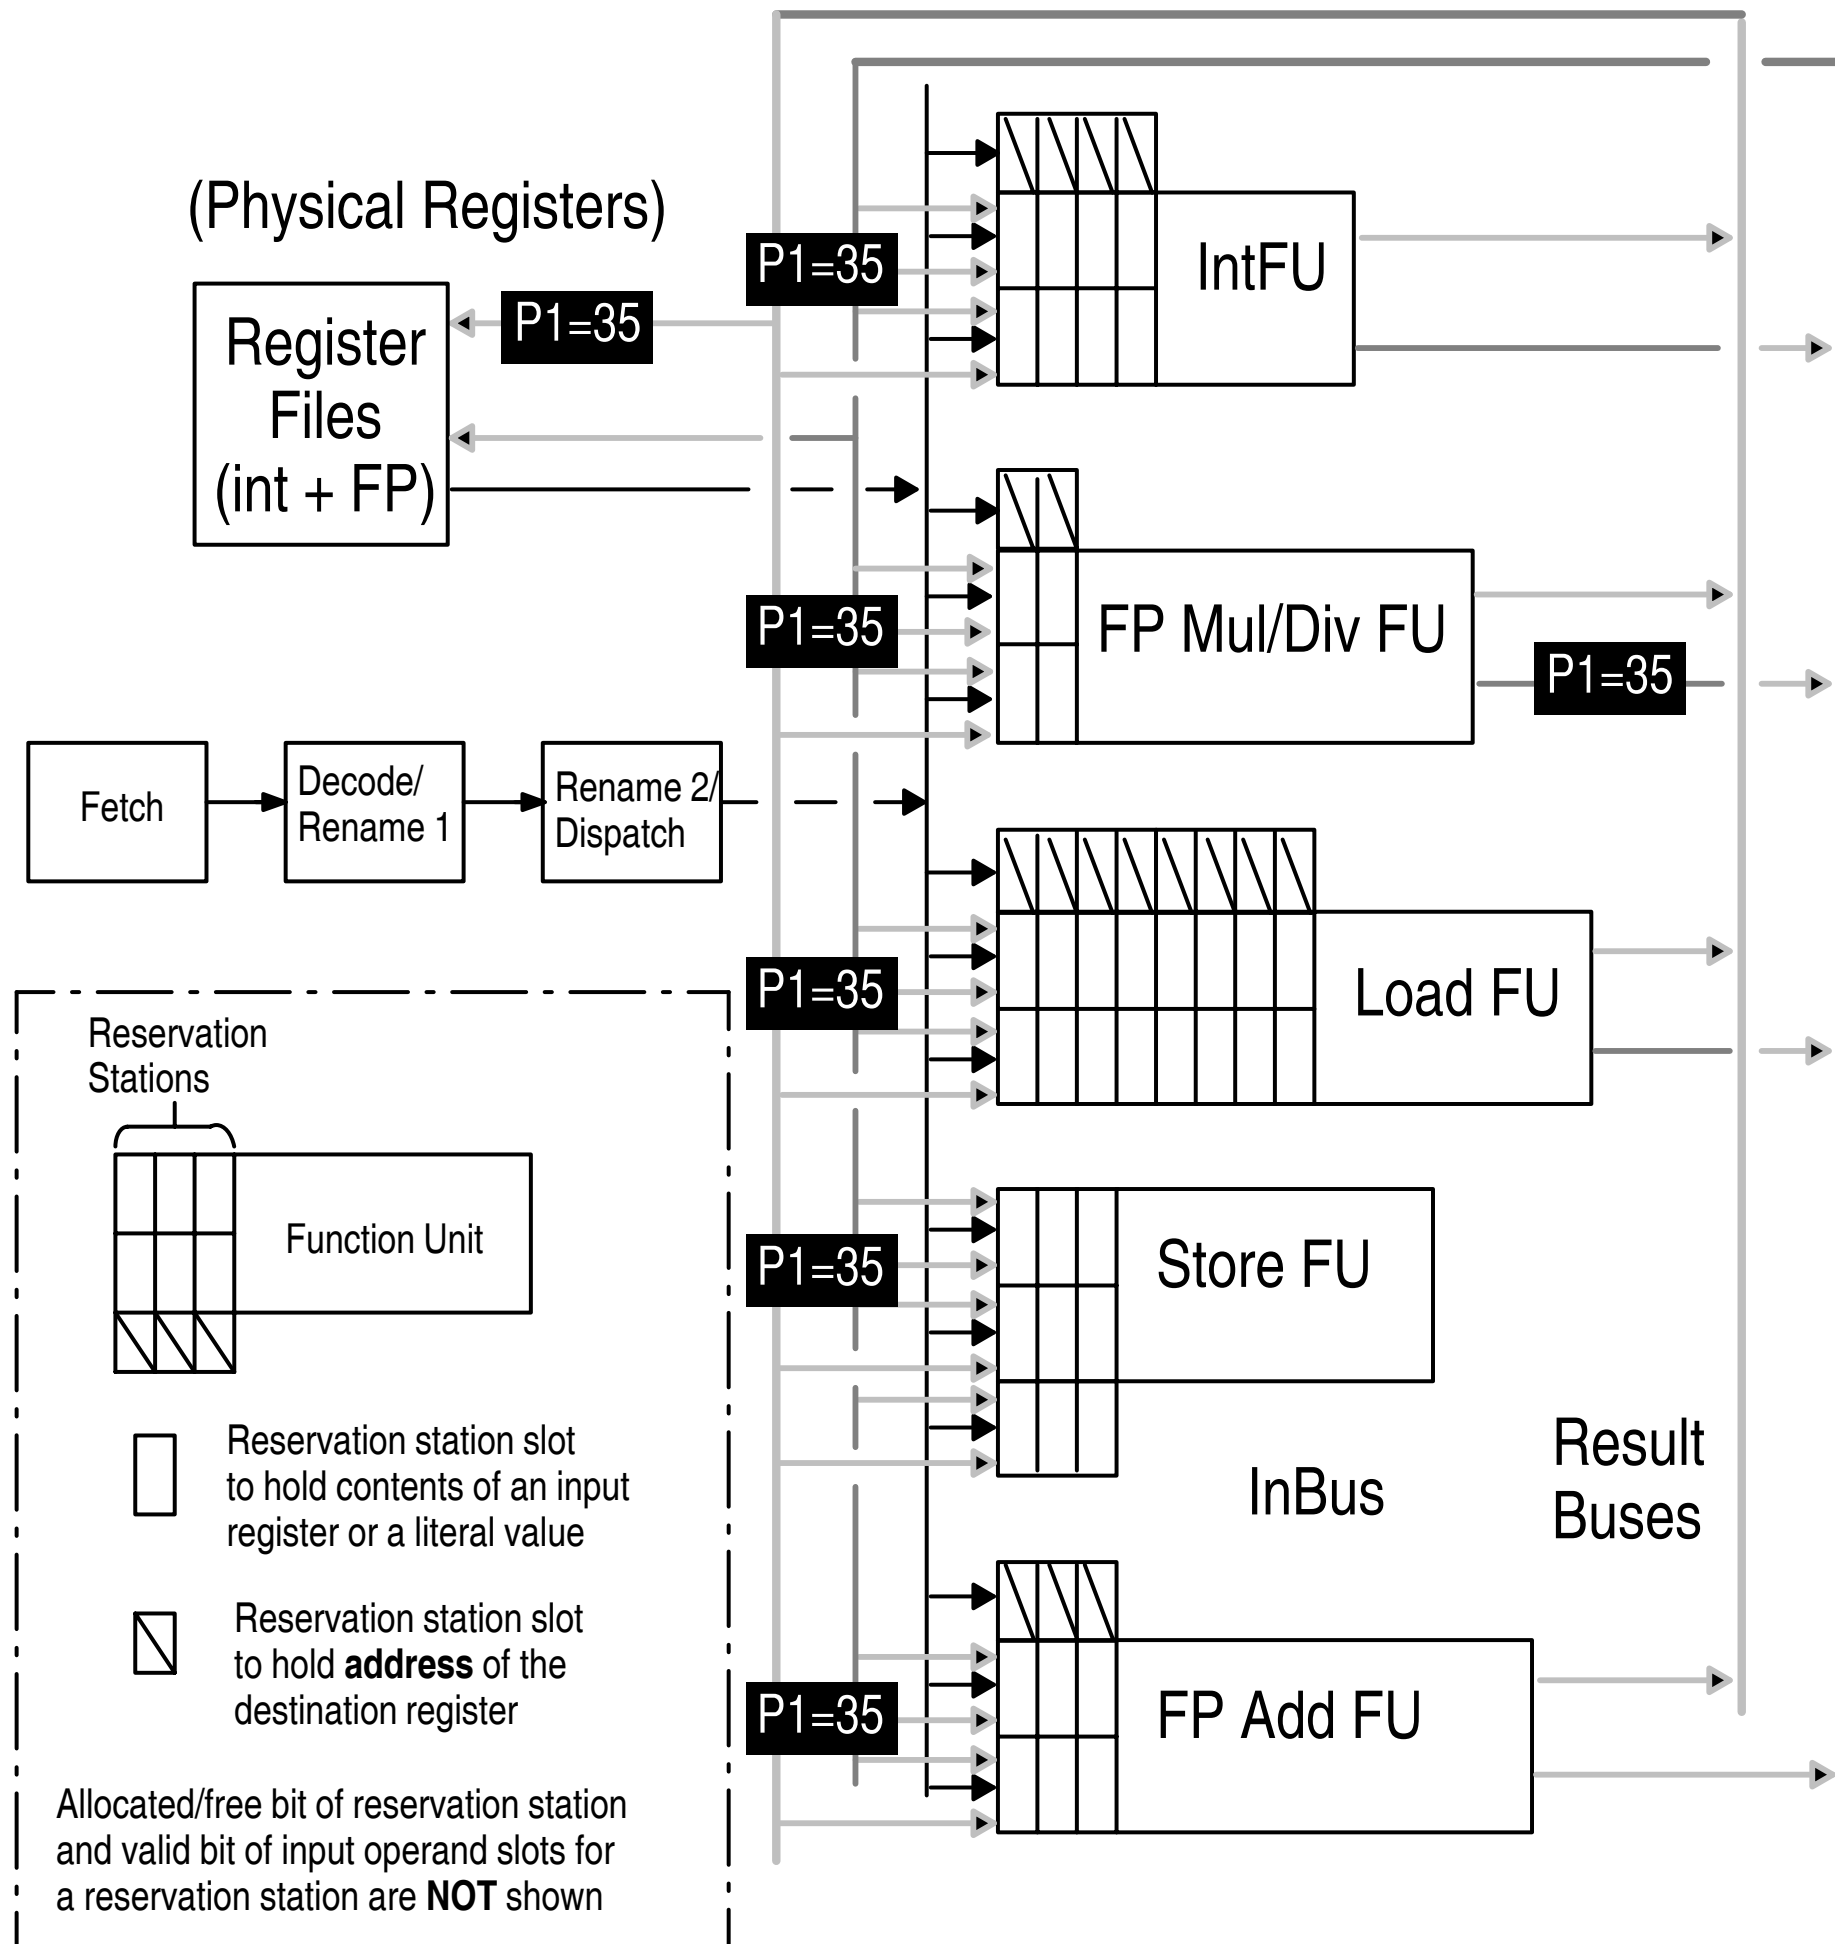 (Physical Registers)
Register
Files
(int + FP)
P1=35
P1=35
IntFU
P1=35
FP Mul/Div FU
P1=35
Fetch
Decode/
Rename 1
Rename 2/
Dispatch
P1=35
Load FU
P1=35
Store FU
InBus
Result
Buses
P1=35
FP Add FU
Reservation
Stations
Function Unit
Reservation station slot
to hold contents of an input
register or a literal value
Reservation station slot
to hold address of the
destination register
Allocated/free bit of reservation station
and valid bit of input operand slots for
a reservation station are NOT shown